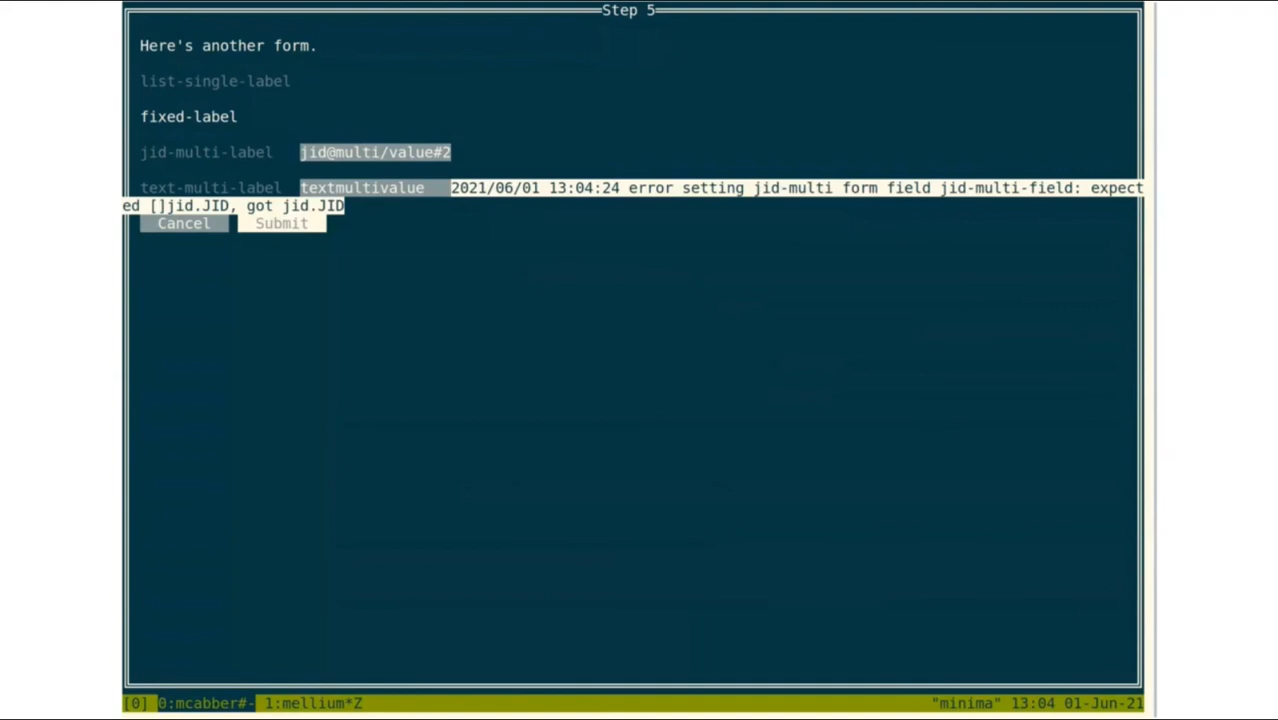 Step 5
Here's another form.
list-single-label
fixed-label
jid-multi-label jid@multi/value#2
text-multi-label textmultivalue 2021/06/01 13:04:24 error setting jid-multi form field jid-multi-field: expect
ed []jid.JID, got jid.JID
Cancel Submit
[0] 0:mcabber#- 1:mellium*Z "minima" 13:04 01-Jun-21